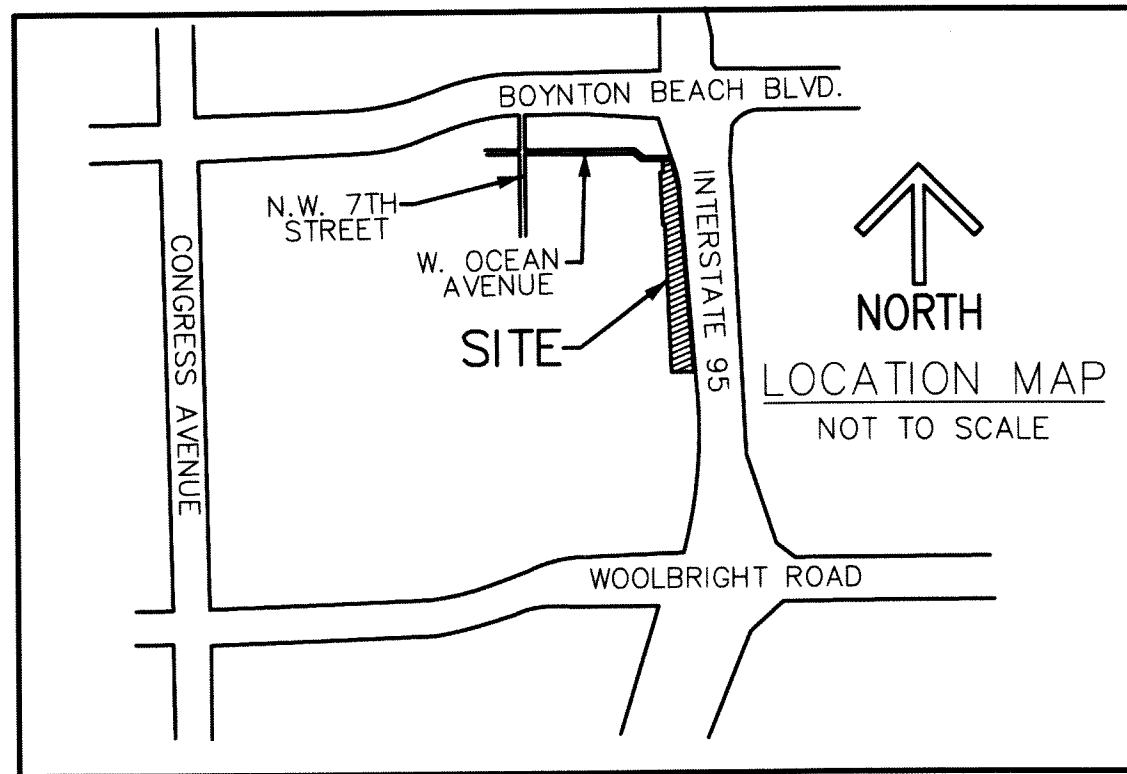 BOYNTON BEACH BLVD.
N.W. 7TH
STREET
W. OCEAN
AVENUE
SITE
CONGRESS AVENUE
INTERSTATE 95
NORTH
LOCATION MAP
NOT TO SCALE
WOOLBRIGHT ROAD